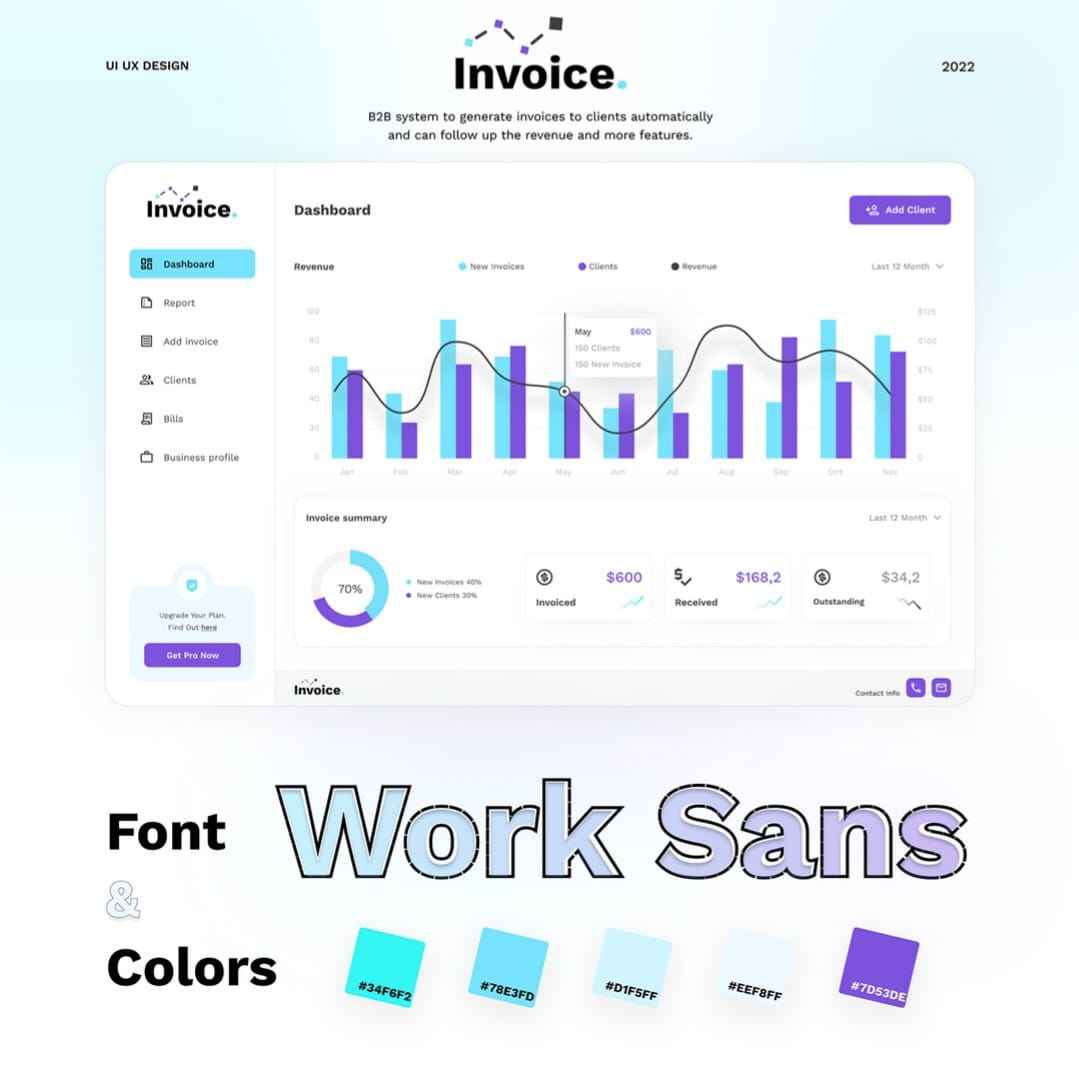 UI UX DESIGN
Invoice.
2022
B2B system to generate invoices to clients automatically
and can follow up the revenue and more features.
Invoice.
Dashboard
Report
Add invoice
Clients
Bills
Business profile
Upgrade Your Plan.
Find Out here
Get Pro Now
Dashboard
Add Client
Revenue
New Invoices
Clients
Revenue
Last 12 Month
100
80
60
40
20
0
$125
$100
$75
$25
0
May $600
150 Clients
150 New Invoice
Jan Feb Mar Apr May Jun Jul Aug Sep Oct Nov
Invoice summary
Last 12 Month
70%
New Invoices 40%
New Clients 30%
$600
Invoiced
$168,2
Received
$34,2
Outstanding
Invoice.
Contact Info
Font
&
Colors
Work Sans
#34F6F2
#78E3FD
#D1F5FF
#EEF8FF
#7D53DE